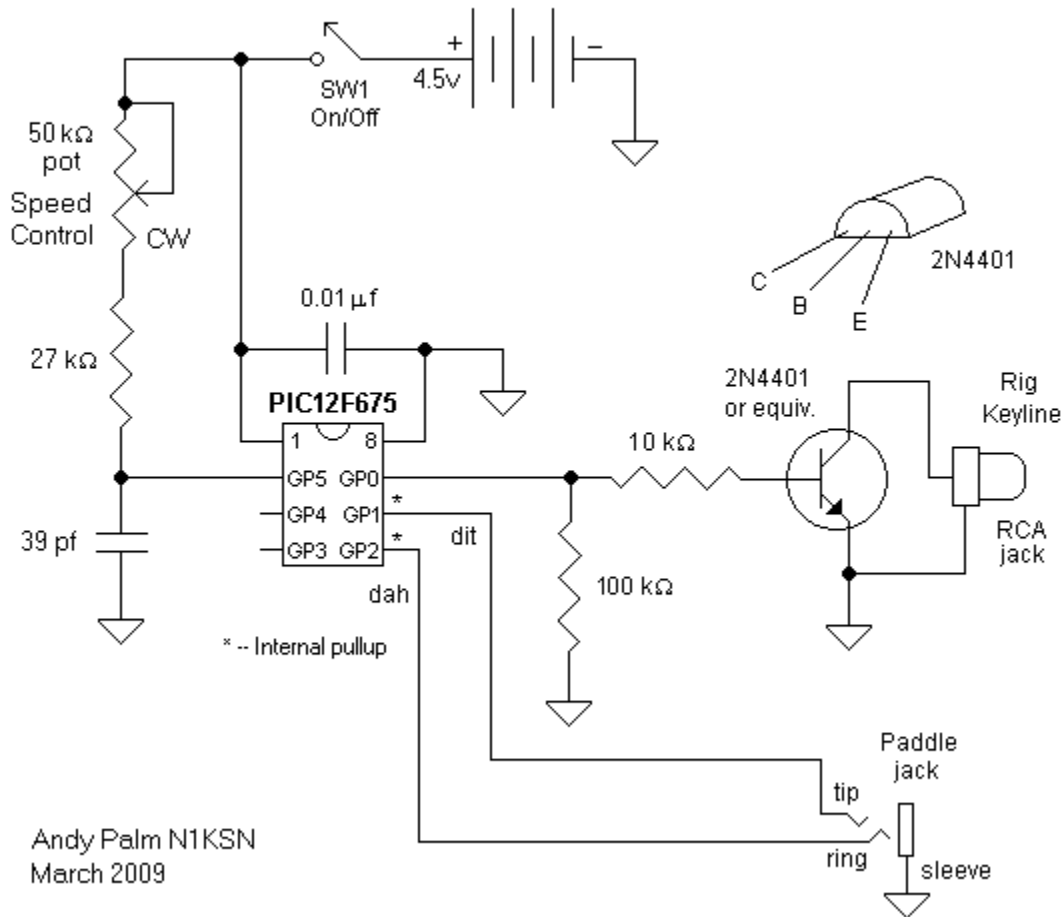 +
−
4.5v
SW1
On/Off
50 kΩ
pot
Speed
Control
CW
C
B
E
2N4401
0.01 μf
27 kΩ
PIC12F675
1
8
GP5
GP0
GP4
GP1
GP3
GP2
*
*
dit
dah
39 pf
* -- Internal pullup
10 kΩ
100 kΩ
2N4401
or equiv.
Rig
Keyline
RCA
jack
Paddle
jack
tip
ring
sleeve
Andy Palm N1KSN
March 2009